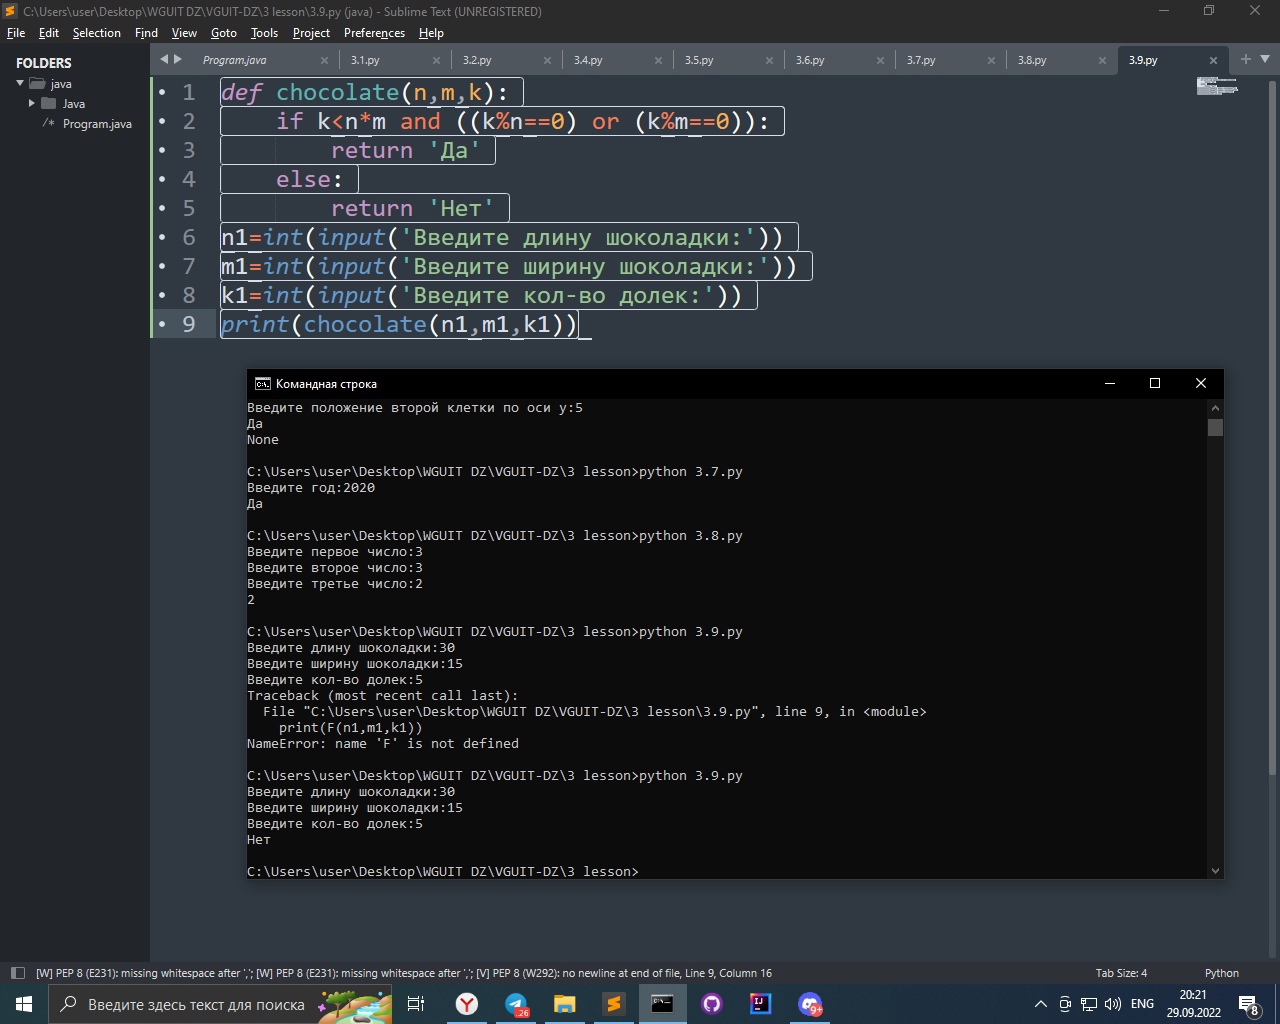 C:\Users\user\Desktop\WGUIT DZ\VGUIT-DZ\3 lesson\3.9.py (java) - Sublime Text (UNREGISTERED)
File Edit Selection Find View Goto Tools Project Preferences Help
FOLDERS
java
Java
/* Program.java
Program.java 3.1.py 3.2.py 3.4.py 3.5.py 3.6.py 3.7.py 3.8.py 3.9.py
1 def chocolate(n,m,k):
2 if k<n*m and ((k%n==0) or (k%m==0)):
3 return 'Да'
4 else:
5 return 'Нет'
6 n1=int(input('Введите длину шоколадки:'))
7 m1=int(input('Введите ширину шоколадки:'))
8 k1=int(input('Введите кол-во долек:'))
9 print(chocolate(n1,m1,k1))
Командная строка
Введите положение второй клетки по оси y:5
Да
None
C:\Users\user\Desktop\WGUIT DZ\VGUIT-DZ\3 lesson>python 3.7.py
Введите год:2020
Да
C:\Users\user\Desktop\WGUIT DZ\VGUIT-DZ\3 lesson>python 3.8.py
Введите первое число:3
Введите второе число:3
Введите третье число:2
2
C:\Users\user\Desktop\WGUIT DZ\VGUIT-DZ\3 lesson>python 3.9.py
Введите длину шоколадки:30
Введите ширину шоколадки:15
Введите кол-во долек:5
Traceback (most recent call last):
File "C:\Users\user\Desktop\WGUIT DZ\VGUIT-DZ\3 lesson\3.9.py", line 9, in <module>
print(F(n1,m1,k1))
NameError: name 'F' is not defined
C:\Users\user\Desktop\WGUIT DZ\VGUIT-DZ\3 lesson>python 3.9.py
Введите длину шоколадки:30
Введите ширину шоколадки:15
Введите кол-во долек:5
Нет
C:\Users\user\Desktop\WGUIT DZ\VGUIT-DZ\3 lesson>
[W] PEP 8 (E231): missing whitespace after ','; [W] PEP 8 (E231): missing whitespace after ','; [V] PEP 8 (W292): no newline at end of file, Line 9, Column 16 Tab Size: 4 Python
Введите здесь текст для поиска
.26
9+
ENG
20:21
29.09.2022
8